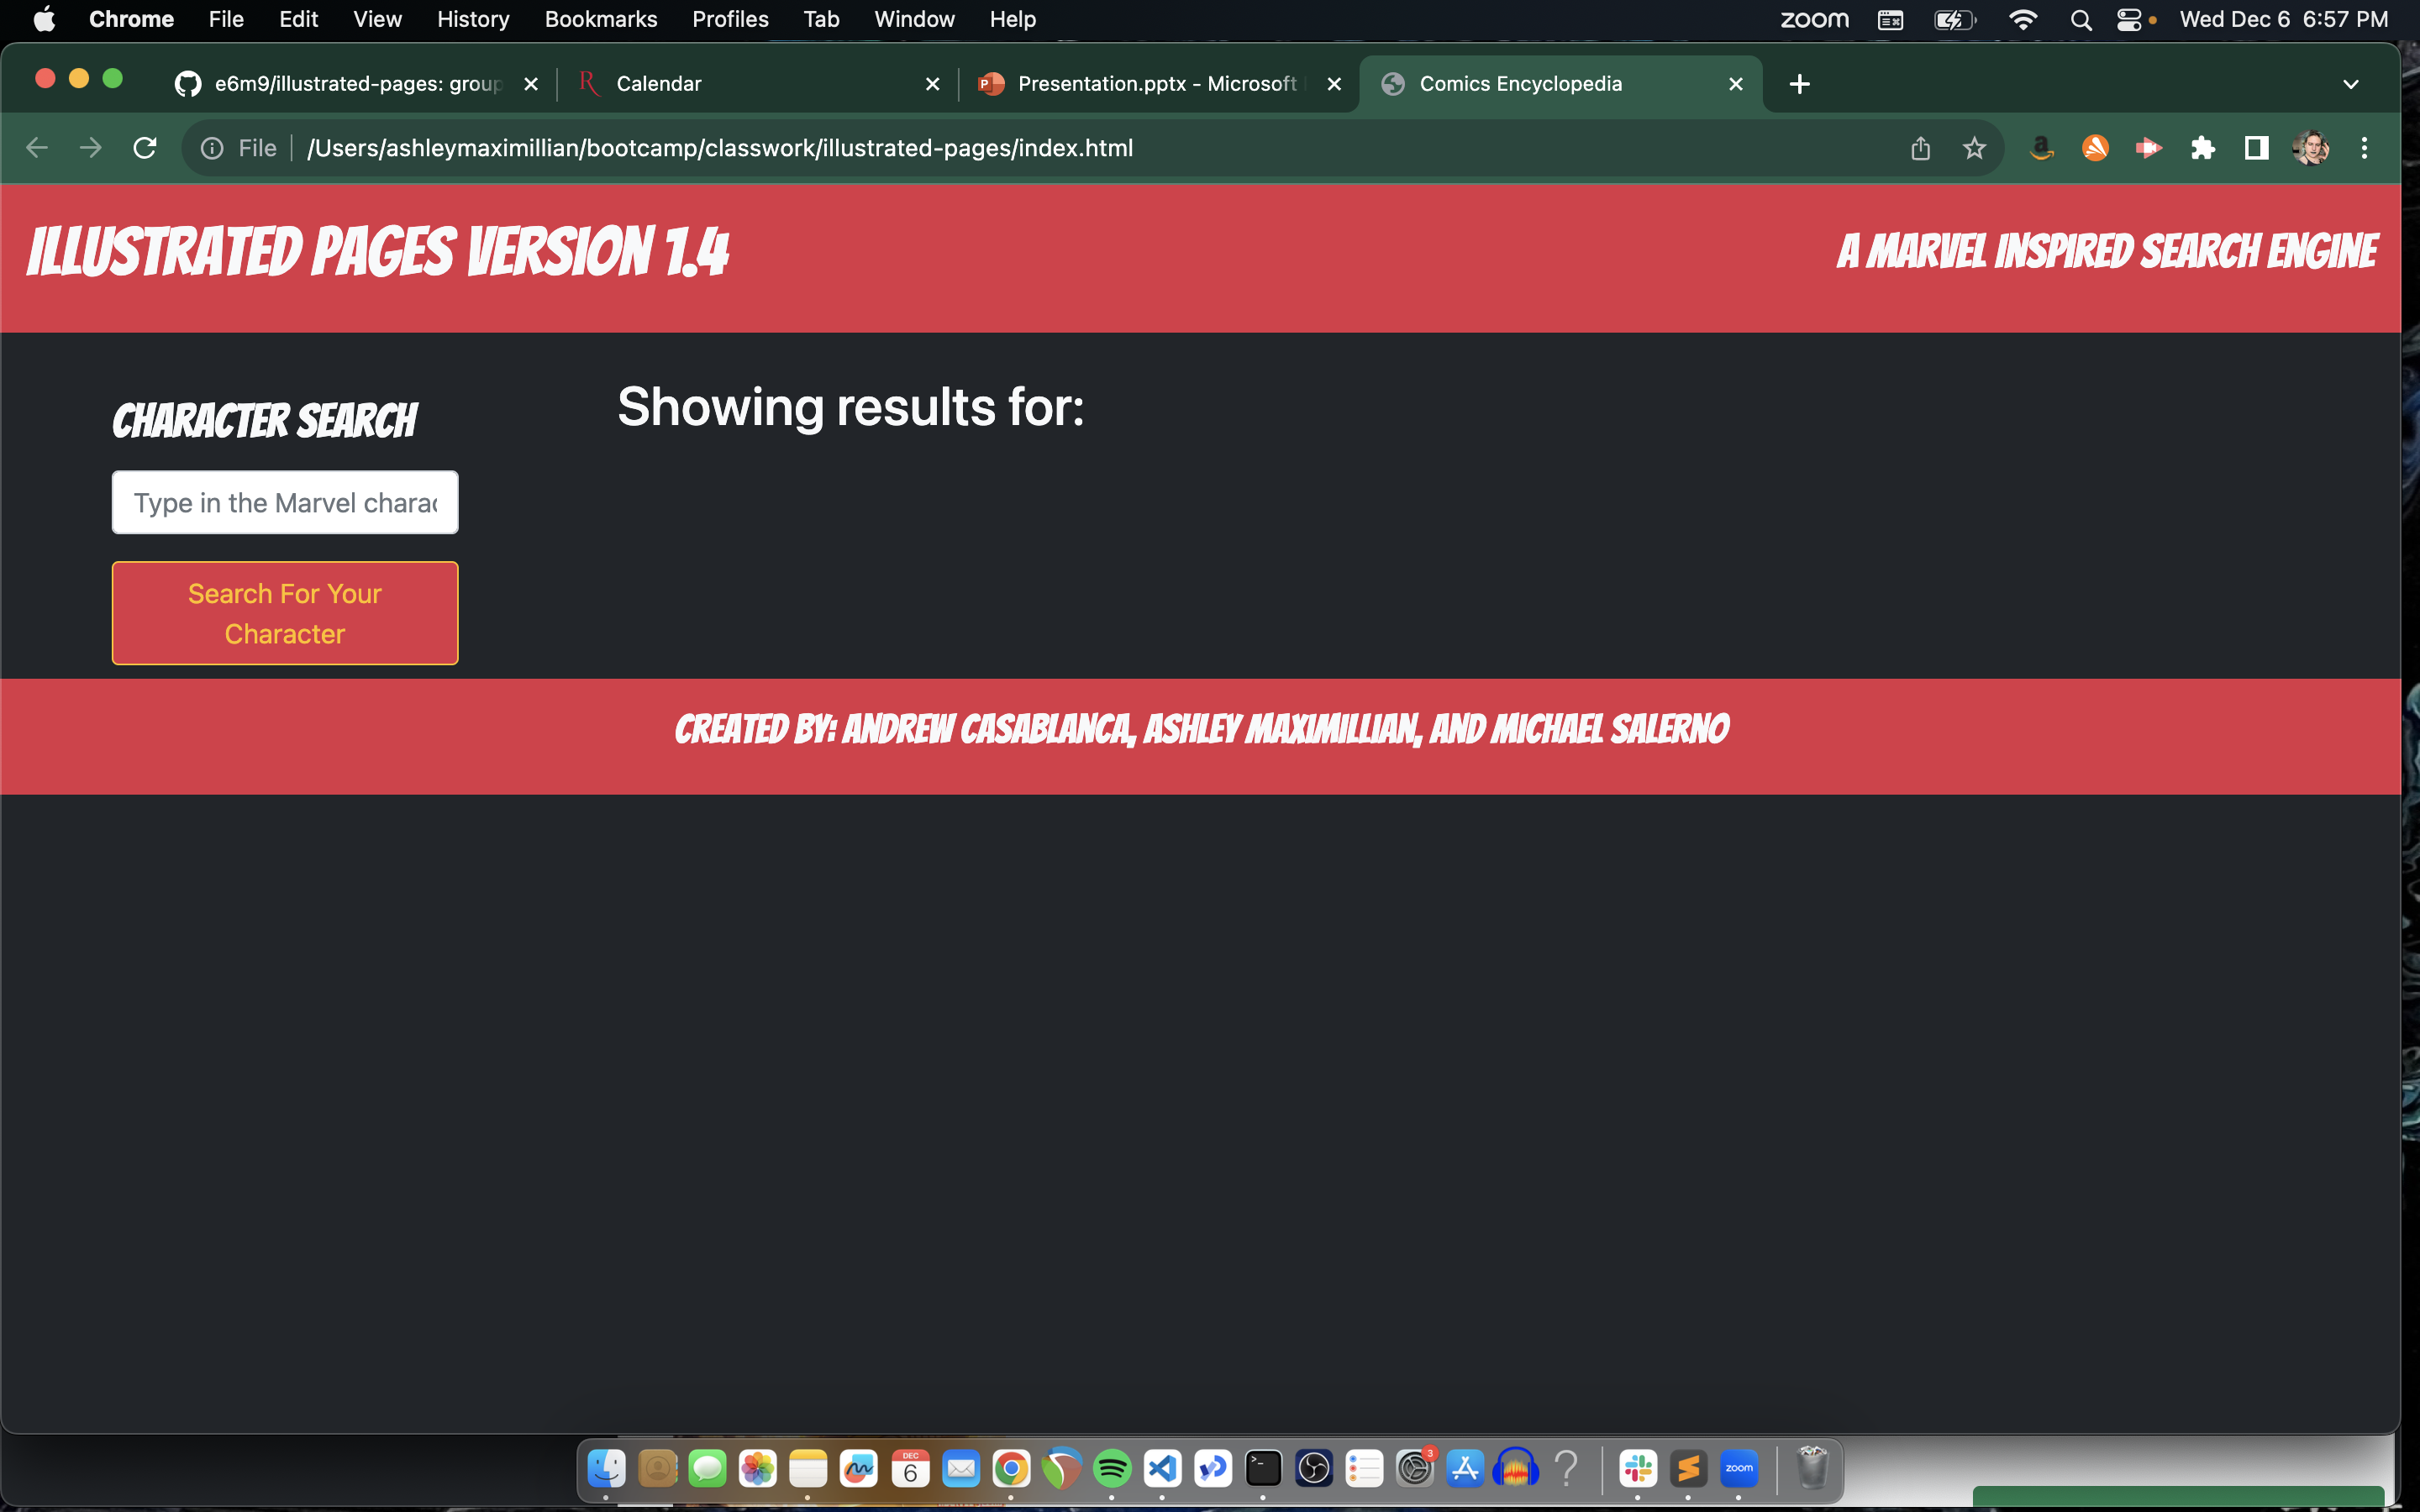 Chrome File Edit View History Bookmarks Profiles Tab Window Help zoom Wed Dec 6 6:57 PM
e6m9/illustrated-pages: group Calendar Presentation.pptx - Microsoft Comics Encyclopedia
File /Users/ashleymaximillian/bootcamp/classwork/illustrated-pages/index.html
ILLUSTRATED PAGES VERSION 1.4
A MARVEL INSPIRED SEARCH ENGINE
CHARACTER SEARCH
Type in the Marvel charac
Search For Your
Character
Showing results for:
CREATED BY: ANDREW CASABLANCA, ASHLEY MAXIMILLIAN, AND MICHAEL SALERNO
DEC
6
3
zoom